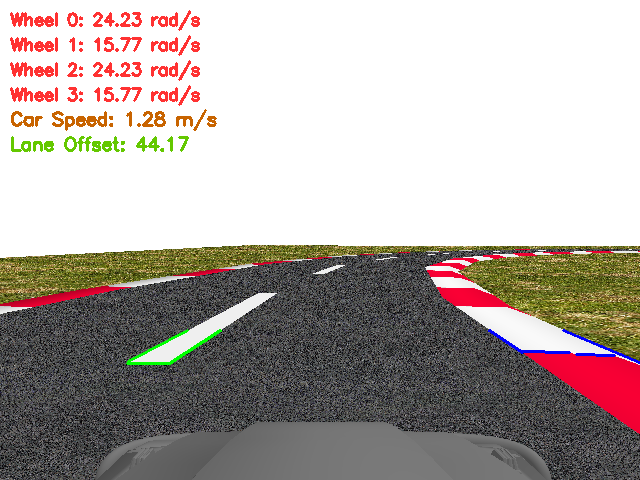 Wheel 0: 24.23 rad/s
Wheel 1: 15.77 rad/s
Wheel 2: 24.23 rad/s
Wheel 3: 15.77 rad/s
Car Speed: 1.28 m/s
Lane Offset: 44.17